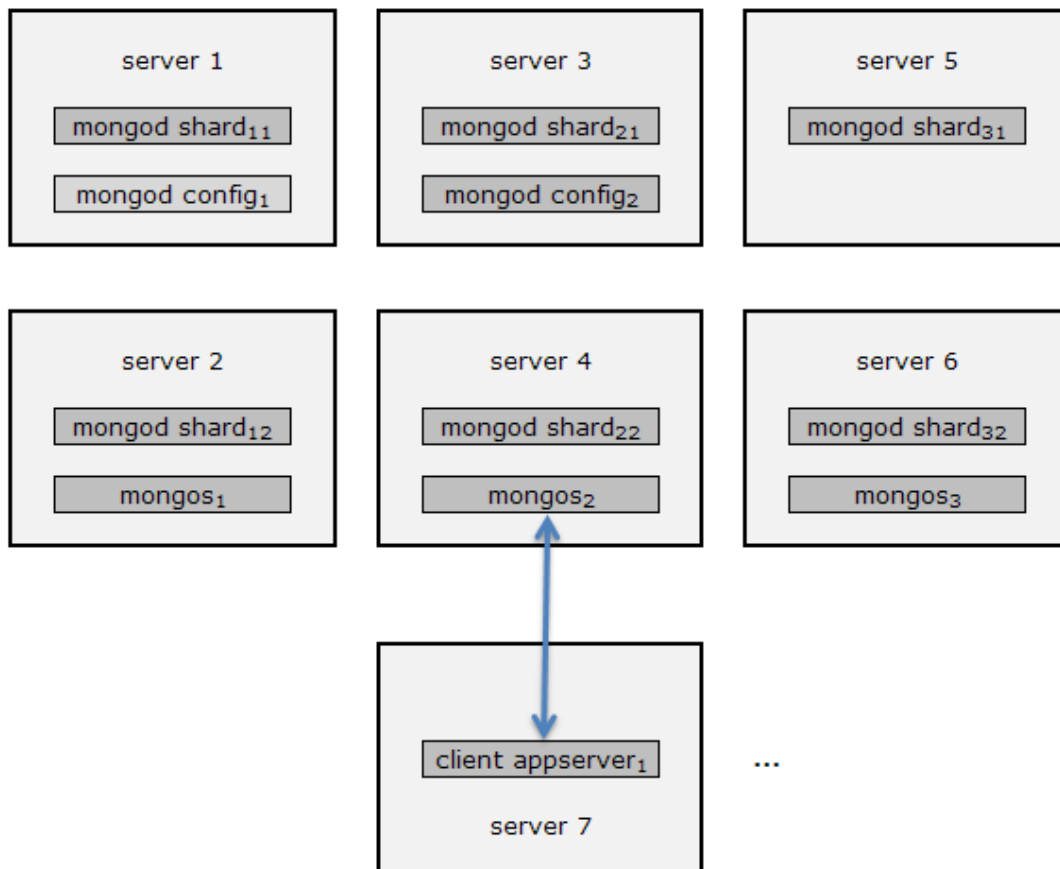 server 1
mongod shard₁₁
mongod config₁
server 3
mongod shard₂₁
mongod config₂
server 5
mongod shard₃₁
server 2
mongod shard₁₂
mongos₁
server 4
mongod shard₂₂
mongos₂
server 6
mongod shard₃₂
mongos₃
client appserver₁
server 7
...